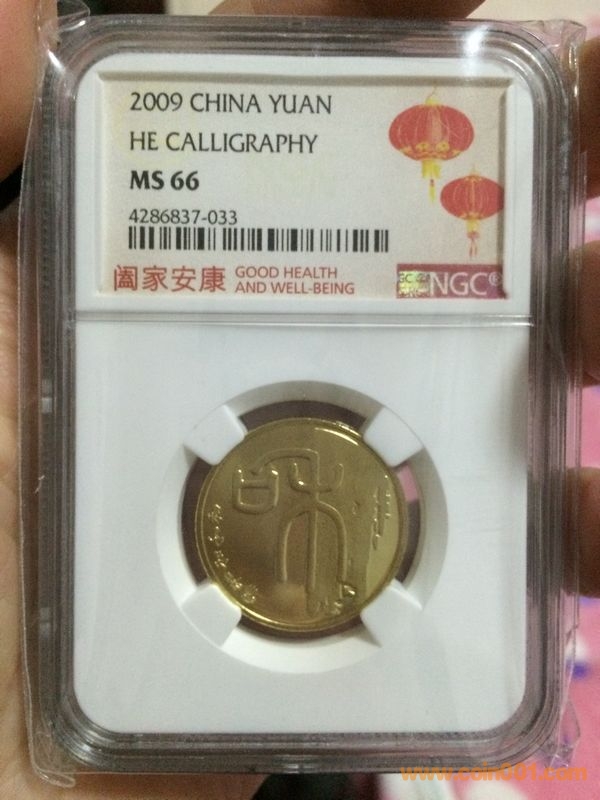 2009 CHINA YUAN
HE CALLIGRAPHY
MS 66
4286837-033
阖家安康 GOOD HEALTH
AND WELL-BEING
NGC®
www.coin001.com